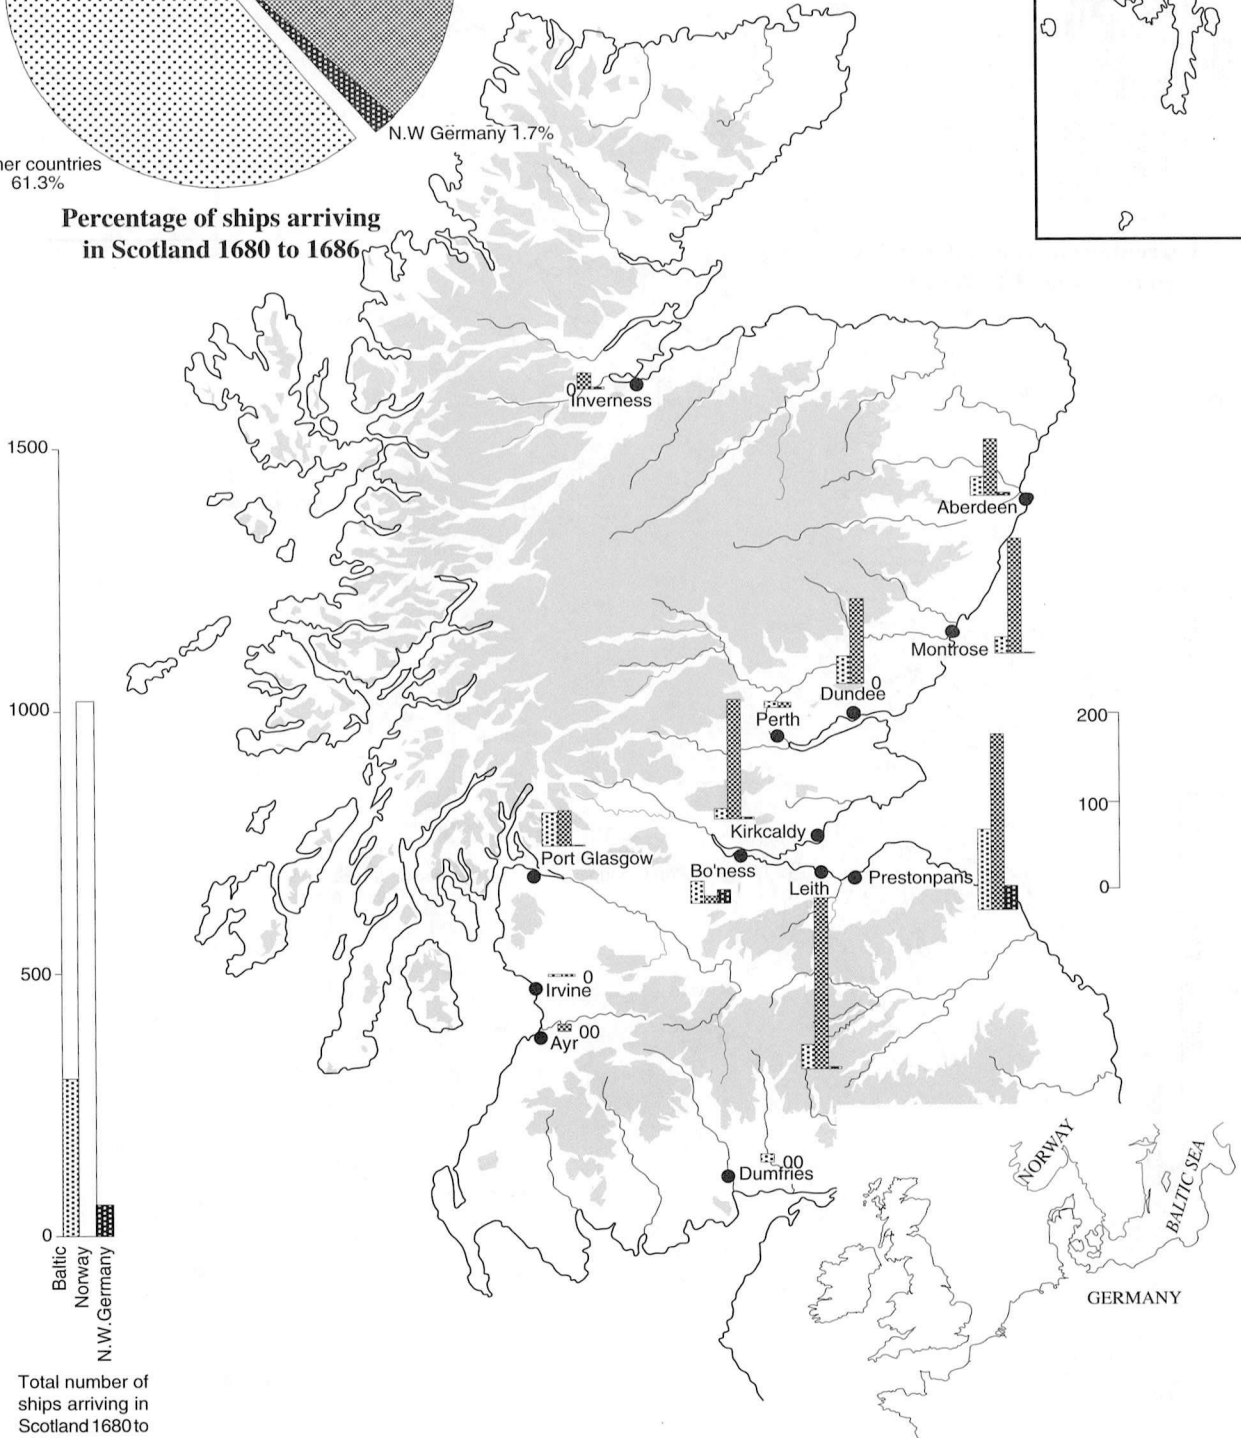 N.W Germany 1.7%
her countries
61.3%
Percentage of ships arriving
in Scotland 1680 to 1686
0
Inverness
1500
Aberdeen
Montrose
0
Dundee
Perth
1000
200
100
0
Kirkcaldy
Port Glasgow
Bo'ness
Leith
Prestonpans
500
0
Irvine
00
Ayr
00
Dumfries
0
Baltic
Norway
N.W.Germany
Total number of
ships arriving in
Scotland 1680 to
NORWAY
BALTIC SEA
GERMANY